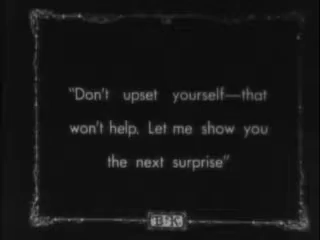 "Don't upset yourself—that
won't help. Let me show you
the next surprise"
B&K